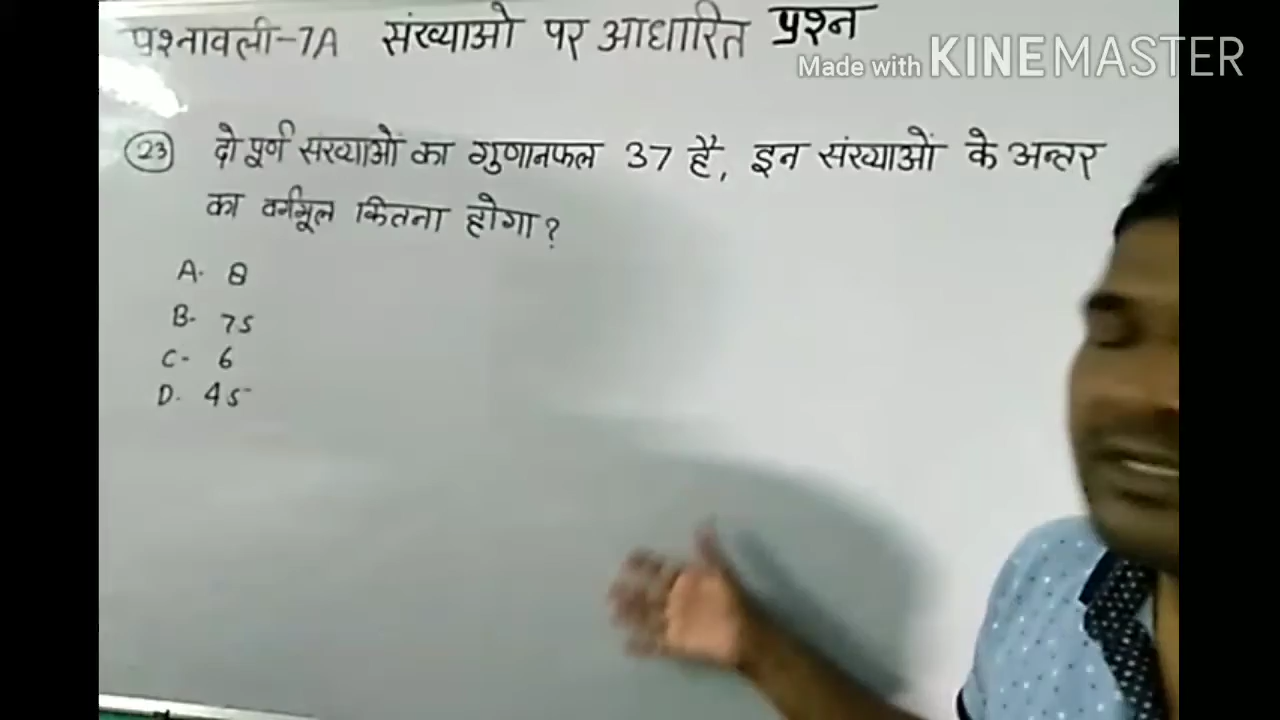 प्रश्नावली-7A संख्याओ पर आधारित प्रश्न
Made with KINEMASTER
23 दो पूर्ण संख्याओं का गुणानफल 37 है, इन संख्याओं के अन्तर
का वर्गमूल कितना होगा?
A. 8
B. 75
C- 6
D. 45